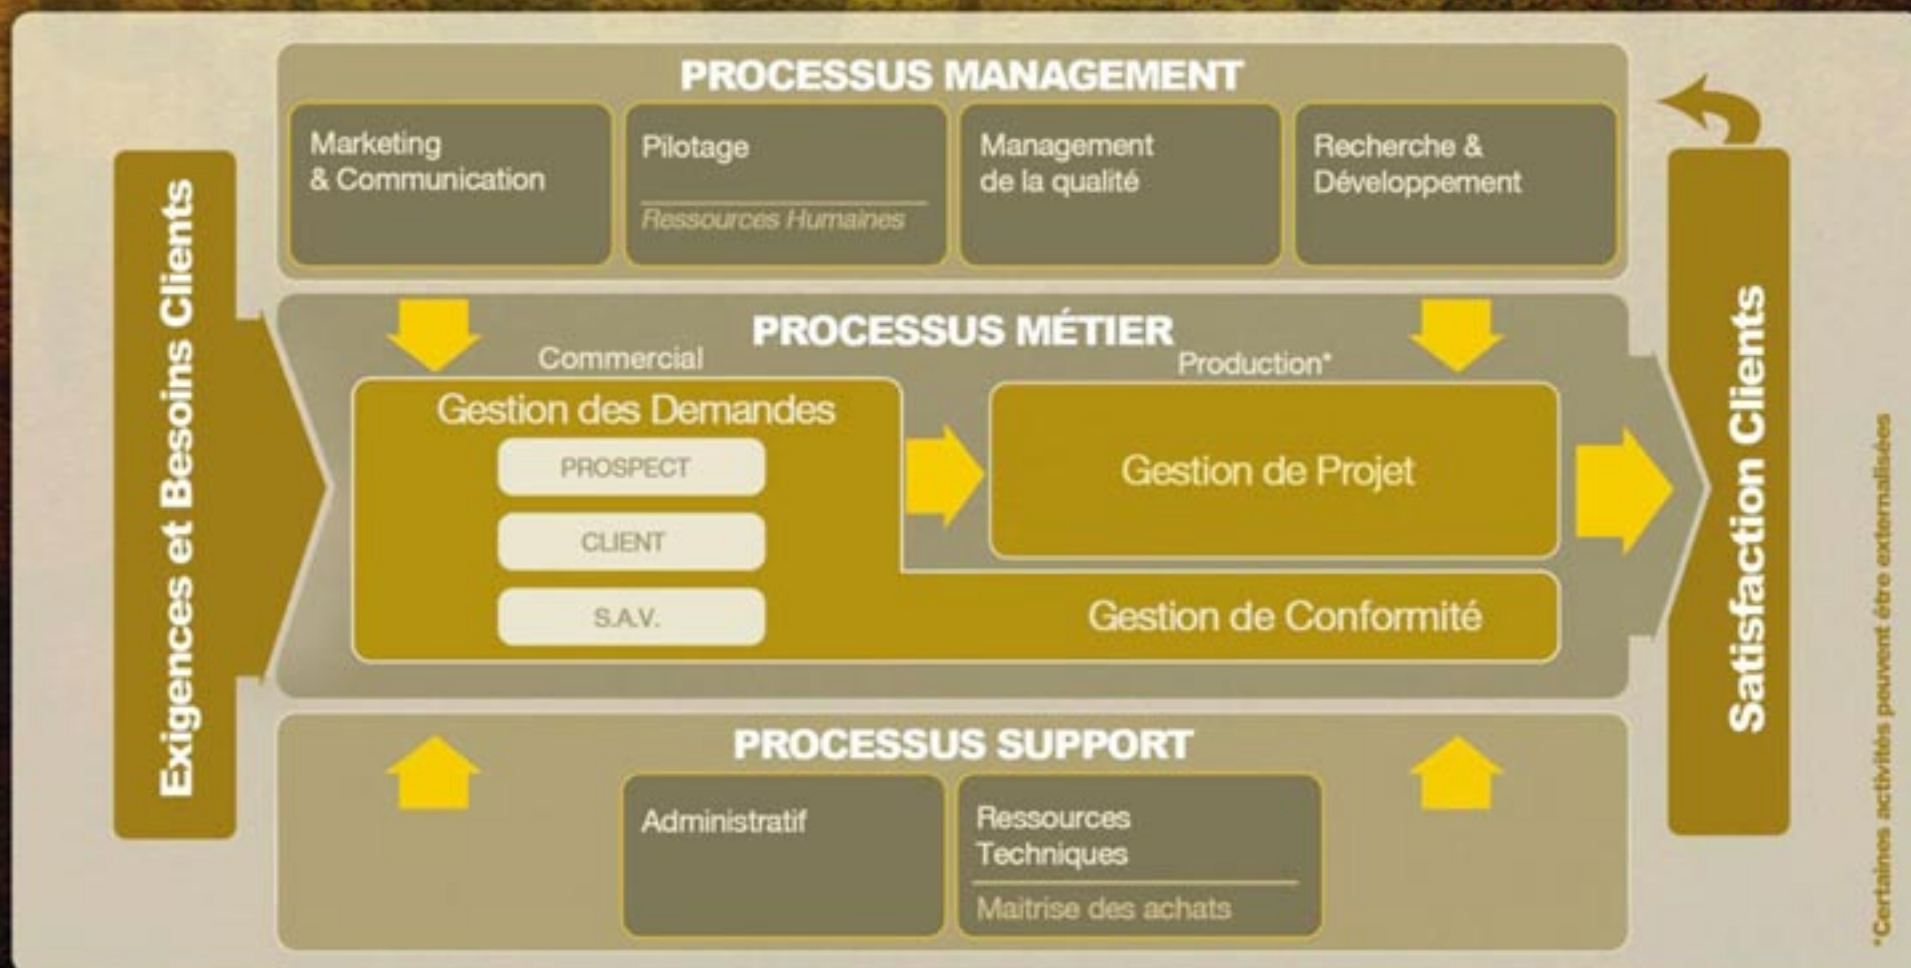 PROCESSUS MANAGEMENT
Marketing
& Communication
Pilotage
Ressources Humaines
Management
de la qualité
Recherche &
Développement
Exigences et Besoins Clients
PROCESSUS MÉTIER
Commercial
Production*
Gestion des Demandes
PROSPECT
CLIENT
S.A.V.
Gestion de Projet
Gestion de Conformité
Satisfaction Clients
PROCESSUS SUPPORT
Administratif
Ressources
Techniques
Maitrise des achats
*Certaines activités peuvent être externalisées